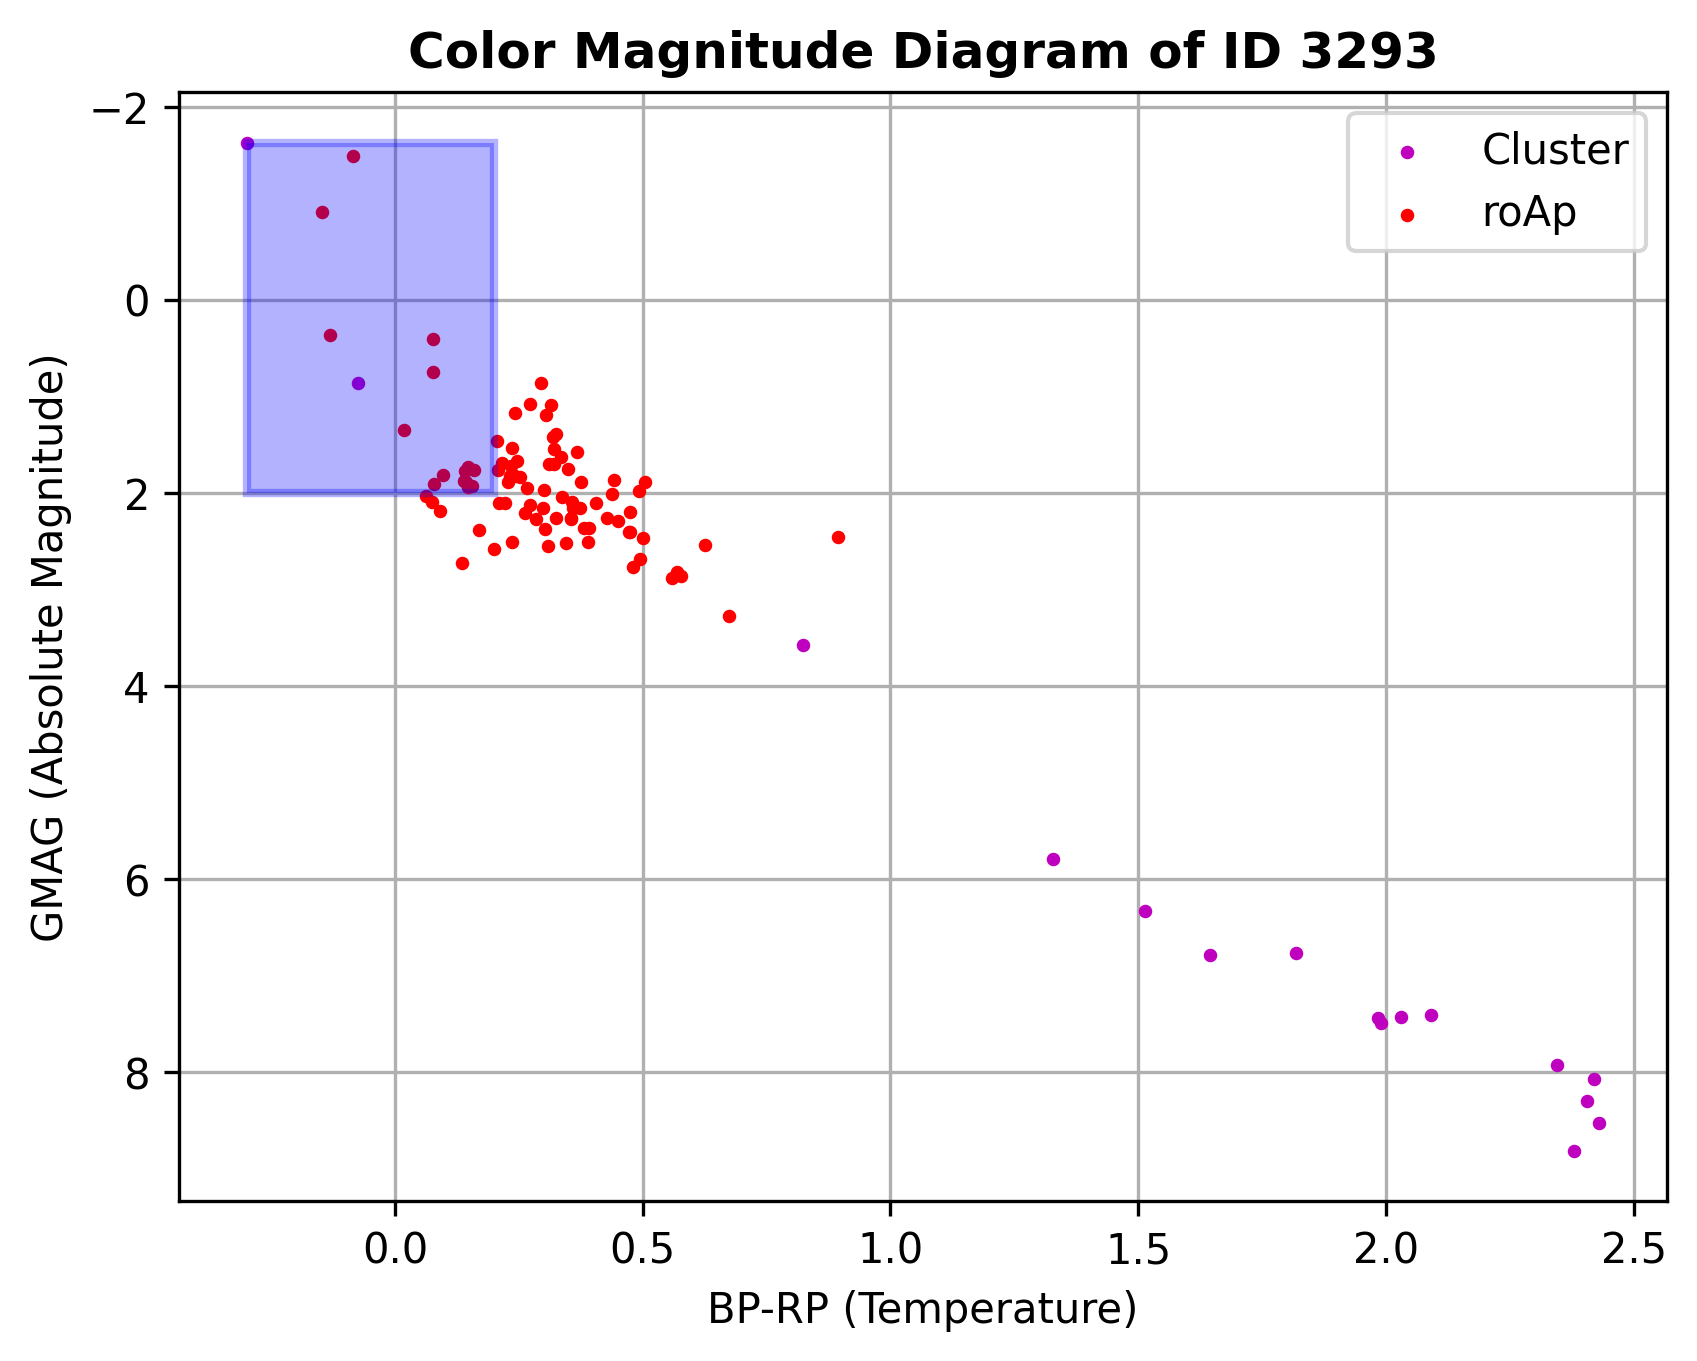 Color Magnitude Diagram of ID 3293
Cluster
roAp
GMAG (Absolute Magnitude)
−2
0
2
4
6
8
0.0 0.5 1.0 1.5 2.0 2.5
BP-RP (Temperature)